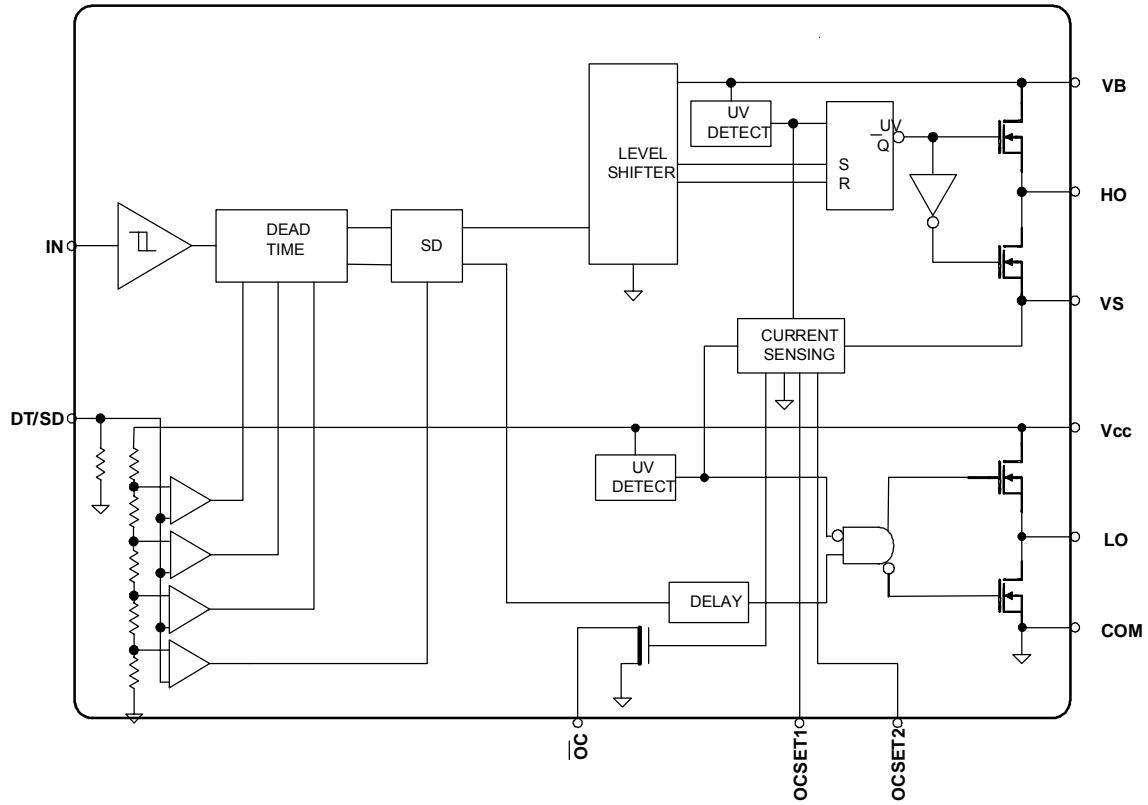 VB
UV
DETECT
UV
Q
LEVEL
SHIFTER
S
R
HO
DEAD
TIME
SD
IN
VS
CURRENT
SENSING
DT/SD
Vcc
UV
DETECT
LO
DELAY
COM
OC
OCSET1
OCSET2